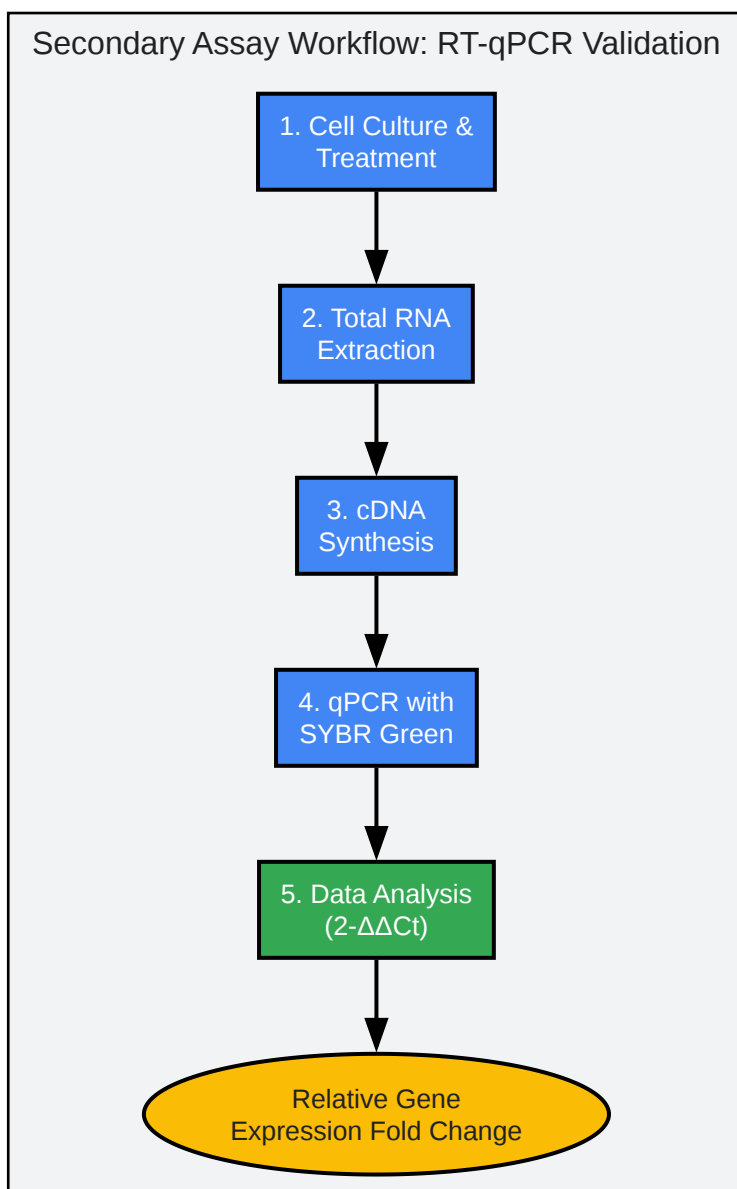 Secondary Assay Workflow: RT-qPCR Validation
1. Cell Culture &
Treatment
2. Total RNA
Extraction
3. cDNA
Synthesis
4. qPCR with
SYBR Green
5. Data Analysis
(2-ΔΔCt)
Relative Gene
Expression Fold Change